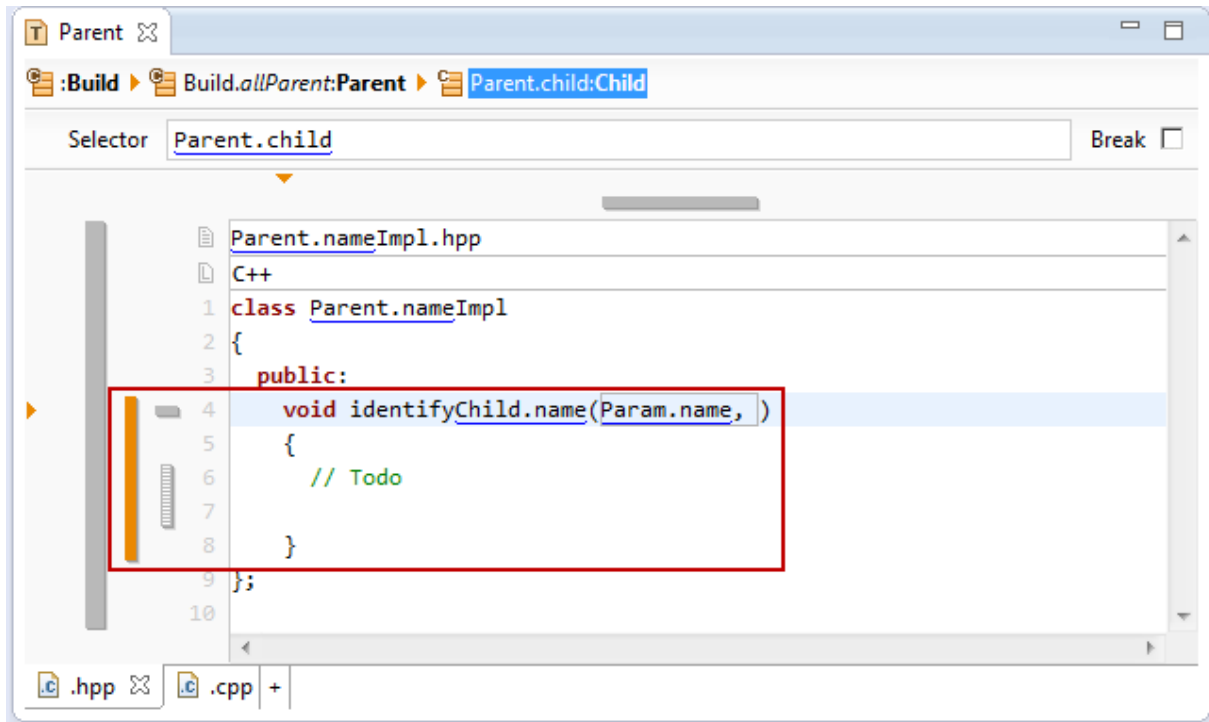 Parent
:Build Build.allParent:Parent Parent.child:Child
Selector Parent.child Break
Parent.nameImpl.hpp
C++
1 class Parent.nameImpl
2 {
3 public:
4 void identifyChild.name(Param.name, )
5 {
6 // Todo
7
8 }
9 };
10
.hpp .cpp +